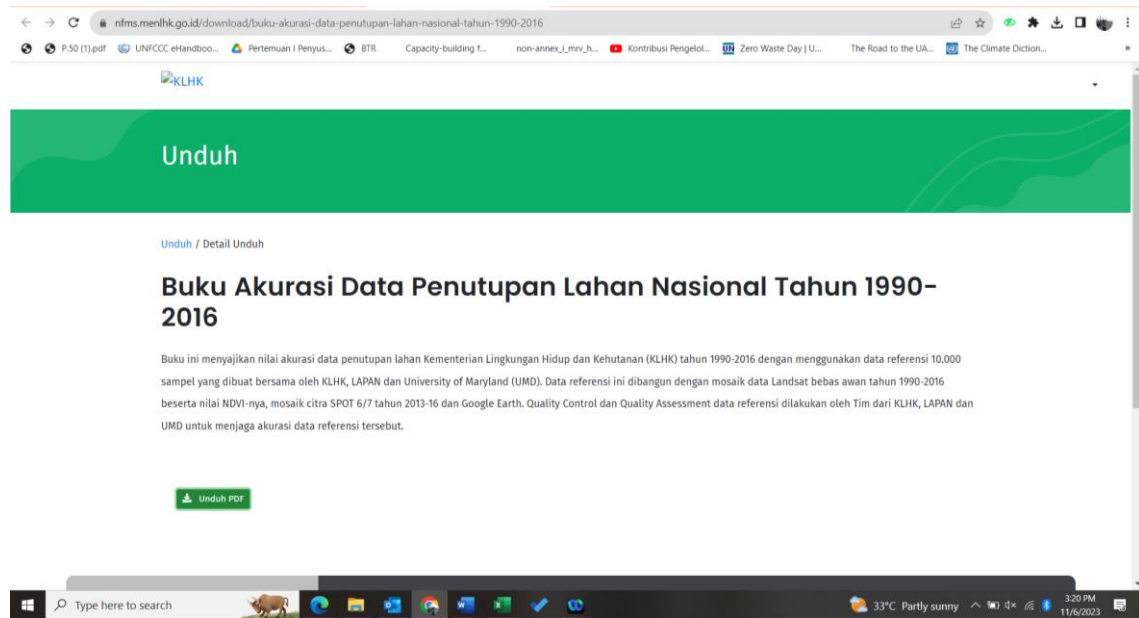 nfms.menlhk.go.id/download/buku-akurasi-data-penutupan-lahan-nasional-tahun-1990-2016
P.50 (1).pdf UNFCCC eHandboo... Pertemuan I Penyus... BTR Capacity-building f... non-annex_i_mrv_h... Kontribusi Pengelol... Zero Waste Day | U... The Road to the UA... The Climate Diction... »
KLHK
Unduh
Unduh / Detail Unduh
Buku Akurasi Data Penutupan Lahan Nasional Tahun 1990-
2016
Buku ini menyajikan nilai akurasi data penutupan lahan Kementerian Lingkungan Hidup dan Kehutanan (KLHK) tahun 1990-2016 dengan menggunakan data referensi 10.000
sampel yang dibuat bersama oleh KLHK, LAPAN dan University of Maryland (UMD). Data referensi ini dibangun dengan mosaik data Landsat bebas awan tahun 1990-2016
beserta nilai NDVI-nya, mosaik citra SPOT 6/7 tahun 2013-16 dan Google Earth. Quality Control dan Quality Assessment data referensi dilakukan oleh Tim dari KLHK, LAPAN dan
UMD untuk menjaga akurasi data referensi tersebut.
Unduh PDF
Type here to search
33°C Partly sunny
3:20 PM
11/6/2023